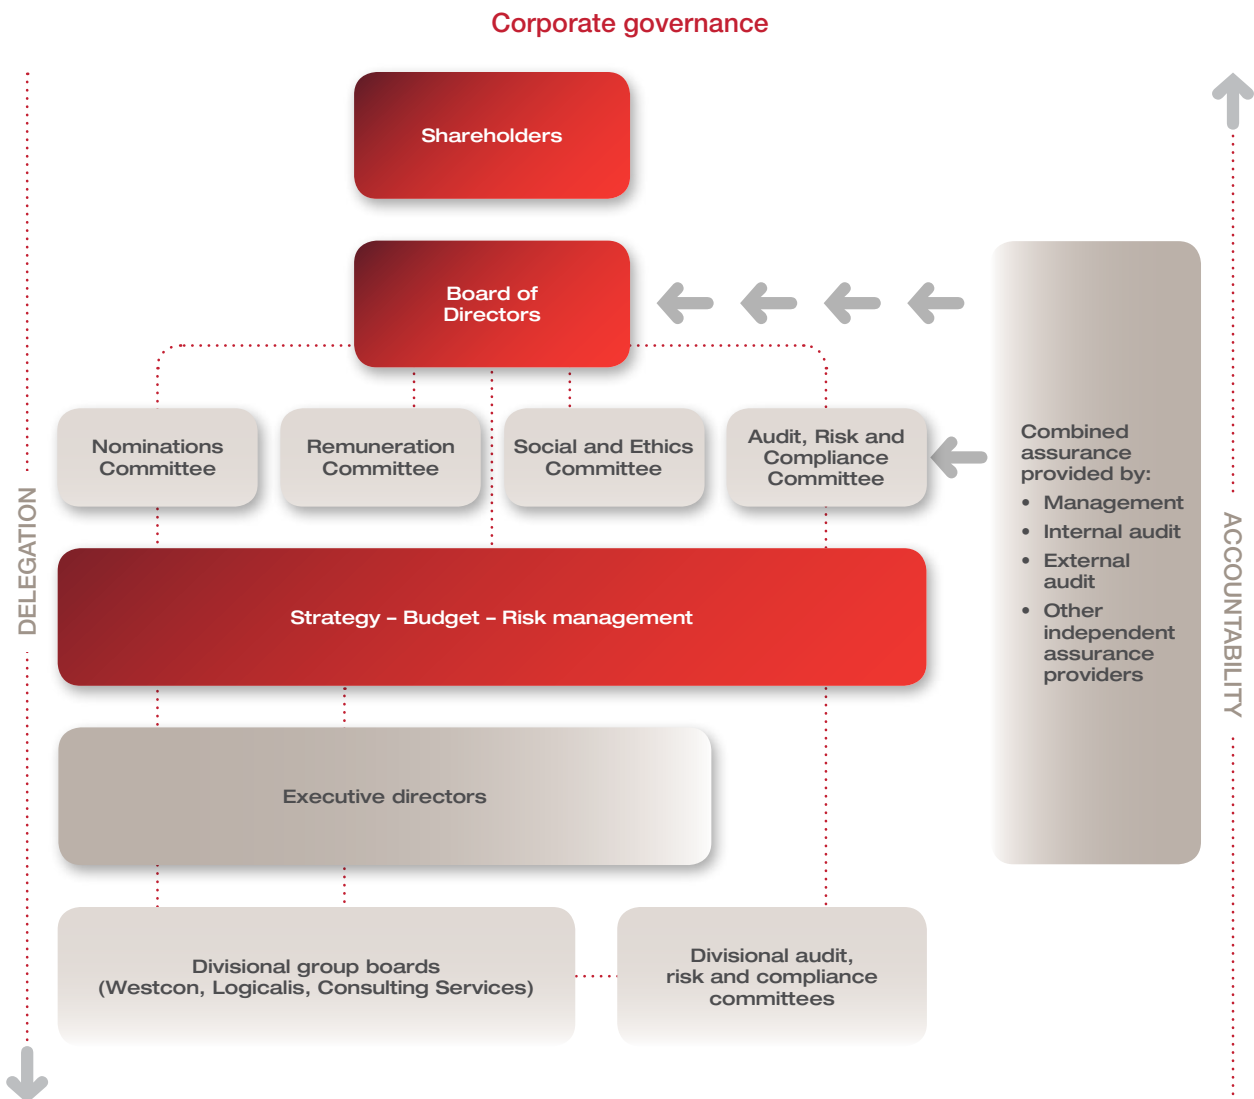 Corporate governance
Shareholders
Board of
Directors
Nominations
Committee
Remuneration
Committee
Social and Ethics
Committee
Audit, Risk and
Compliance
Committee
Combined
assurance
provided by:
• Management
• Internal audit
• External
audit
• Other
independent
assurance
providers
DELEGATION
ACCOUNTABILITY
Strategy – Budget – Risk management
Executive directors
Divisional group boards
(Westcon, Logicalis, Consulting Services)
Divisional audit,
risk and compliance
committees